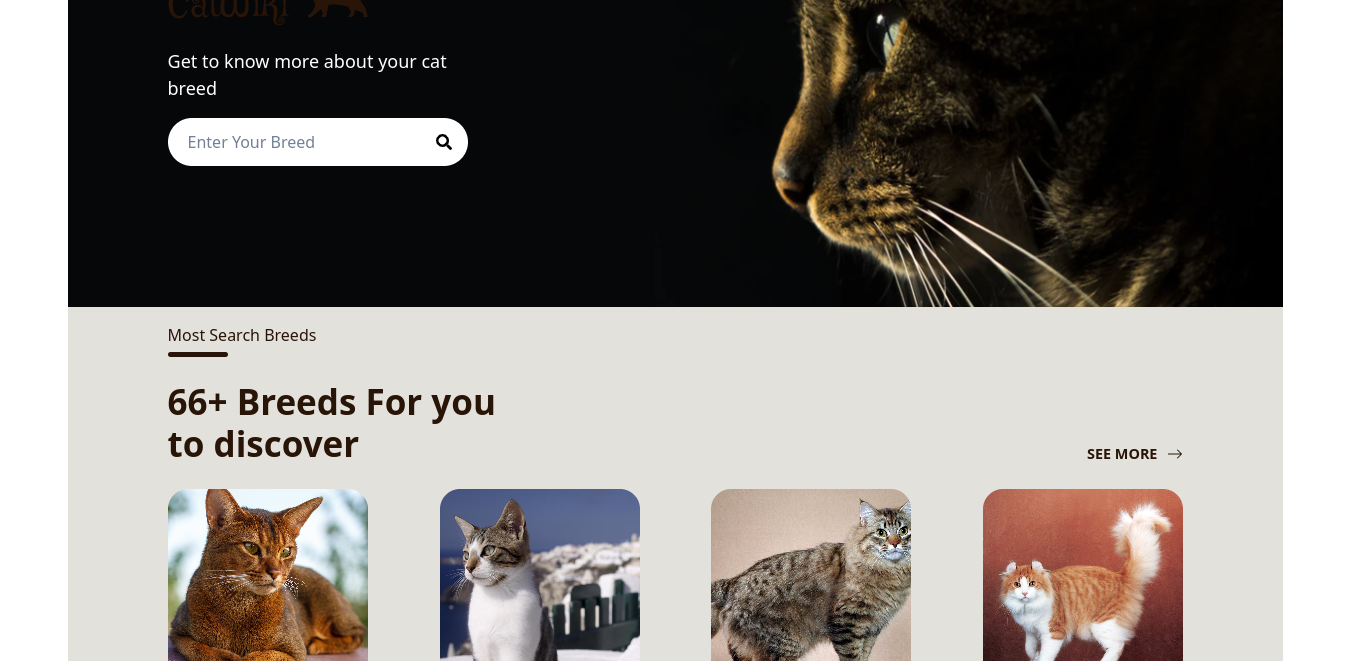 CatWiki
Get to know more about your cat
breed
Enter Your Breed
Most Search Breeds
66+ Breeds For you
to discover
SEE MORE